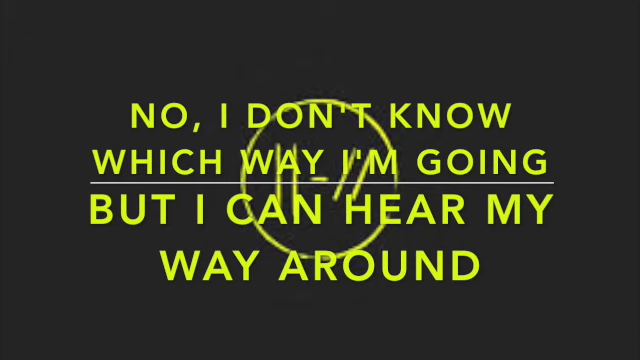 NO, I DON'T KNOW
WHICH WAY I'M GOING
BUT I CAN HEAR MY
WAY AROUND